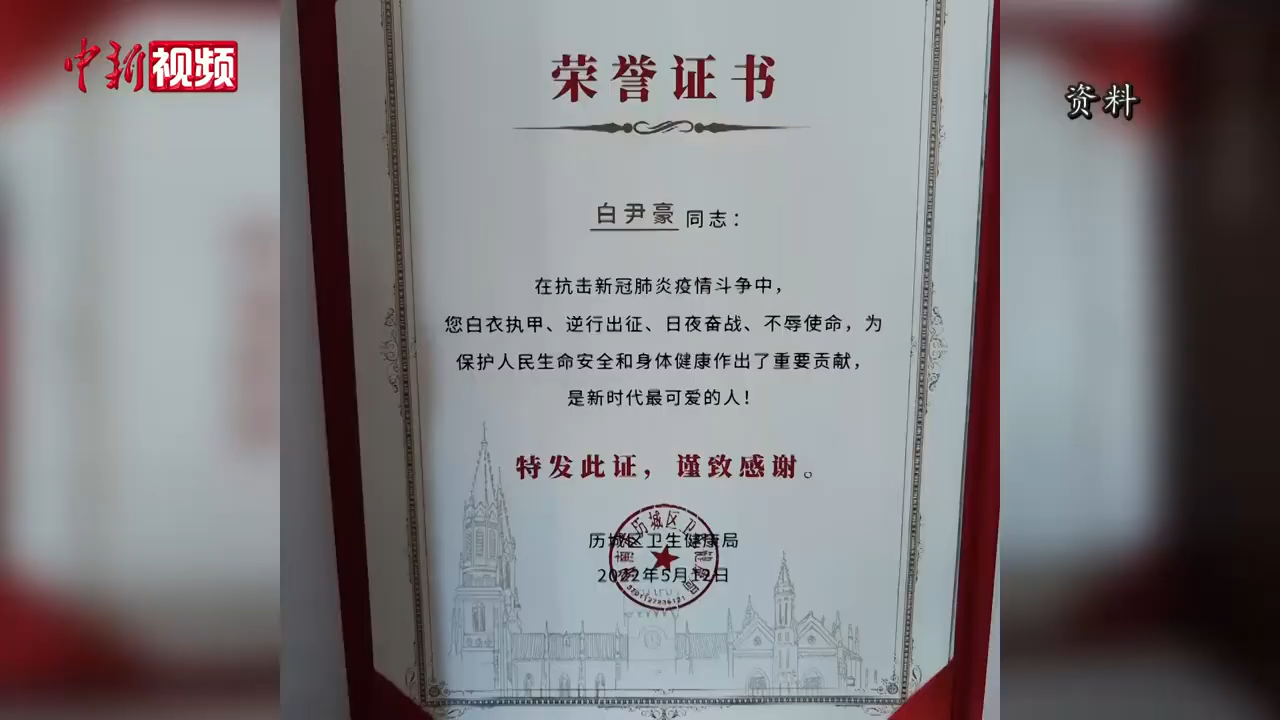 中新视频
资料
荣誉证书
白尹豪 同志：
在抗击新冠肺炎疫情斗争中，
您白衣执甲、逆行出征、日夜奋战、不辱使命，为
保护人民生命安全和身体健康作出了重要贡献，
是新时代最可爱的人！
特发此证，谨致感谢。
历城区卫生健康局
2022年5月12日